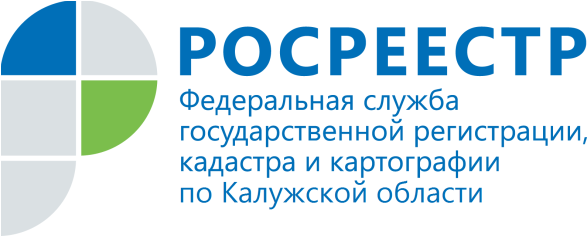 РОСРЕЕСТР
Федеральная служба
государственной регистрации,
кадастра и картографии
по Калужской области